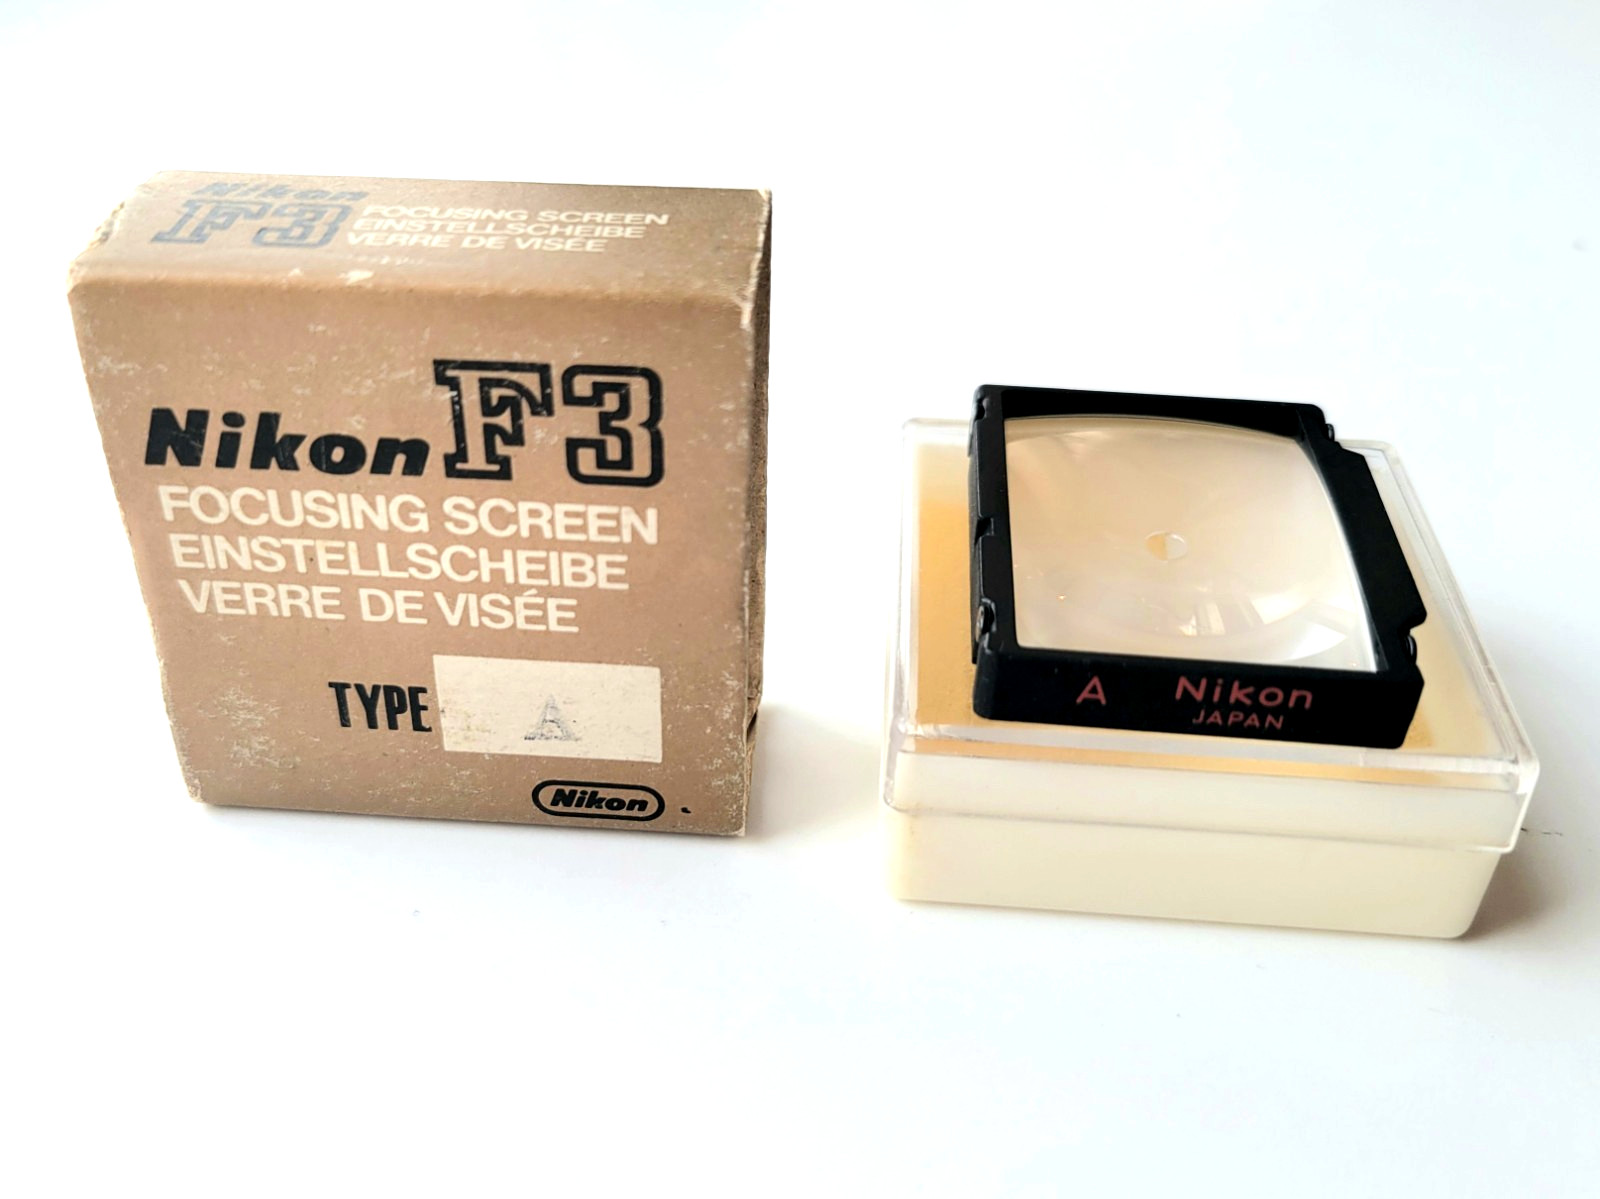 Nikon
F3 FOCUSING SCREEN
EINSTELLSCHEIBE
VERRE DE VISÉE
Nikon F3
FOCUSING SCREEN
EINSTELLSCHEIBE
VERRE DE VISÉE
TYPE A
Nikon
A Nikon
JAPAN